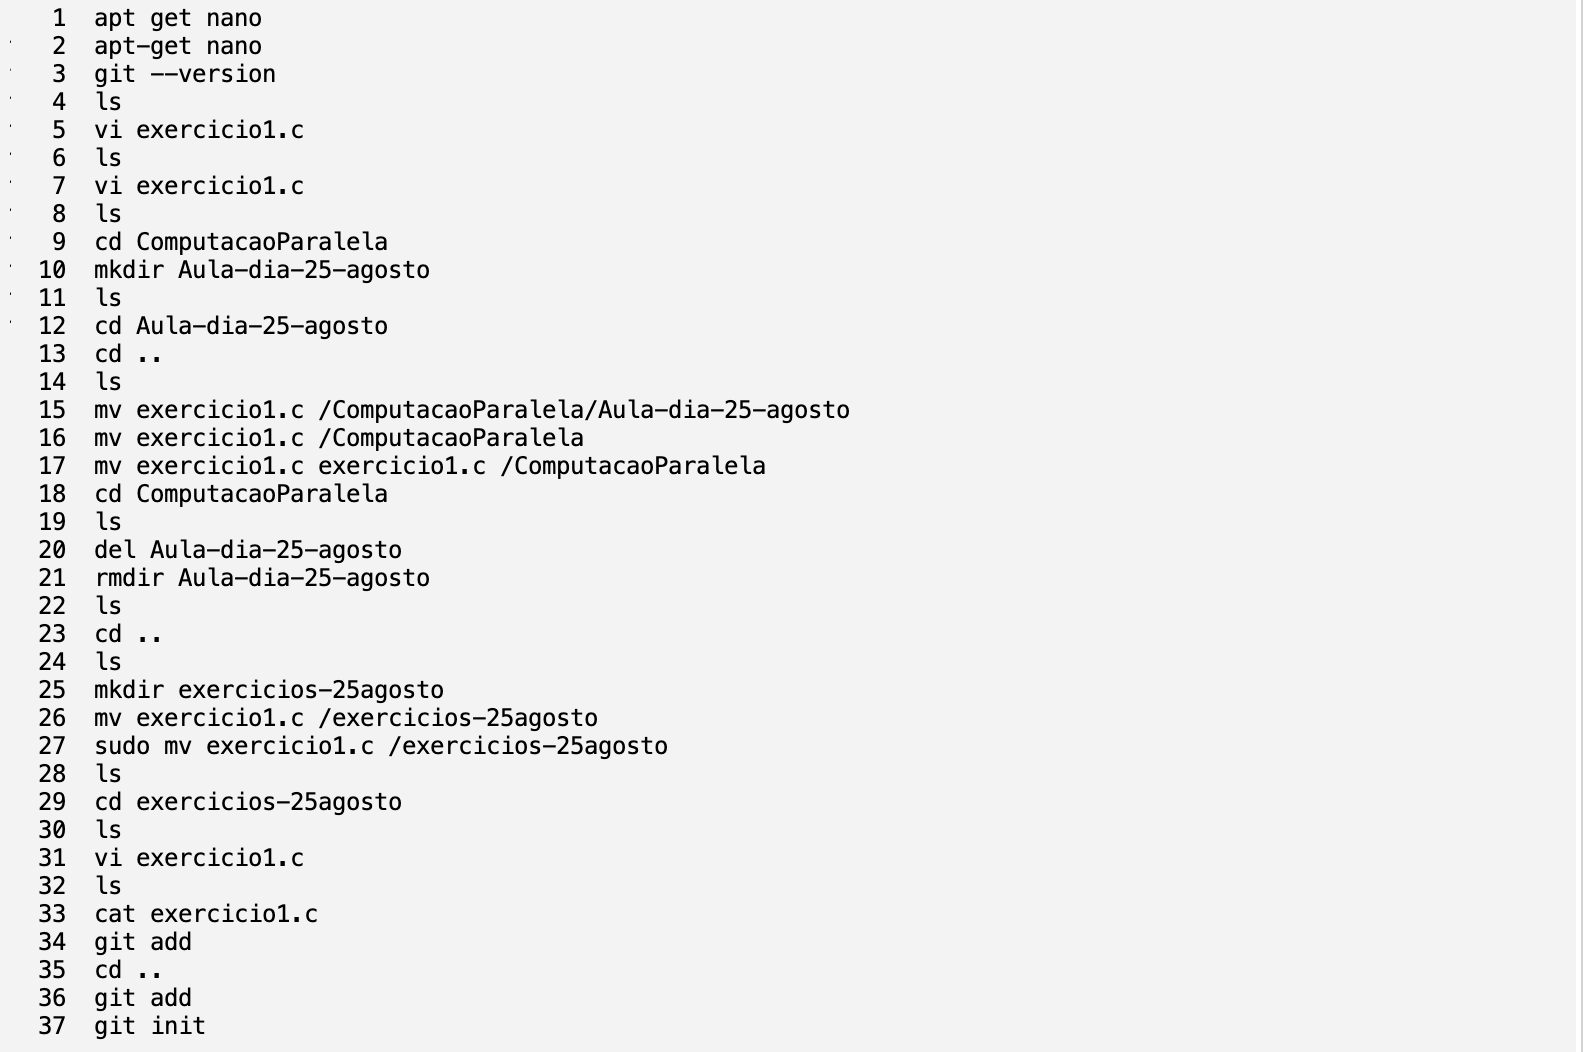 1 apt get nano
2 apt-get nano
3 git --version
4 ls
5 vi exercicio1.c
6 ls
7 vi exercicio1.c
8 ls
9 cd ComputacaoParalela
10 mkdir Aula-dia-25-agosto
11 ls
12 cd Aula-dia-25-agosto
13 cd ..
14 ls
15 mv exercicio1.c /ComputacaoParalela/Aula-dia-25-agosto
16 mv exercicio1.c /ComputacaoParalela
17 mv exercicio1.c exercicio1.c /ComputacaoParalela
18 cd ComputacaoParalela
19 ls
20 del Aula-dia-25-agosto
21 rmdir Aula-dia-25-agosto
22 ls
23 cd ..
24 ls
25 mkdir exercicios-25agosto
26 mv exercicio1.c /exercicios-25agosto
27 sudo mv exercicio1.c /exercicios-25agosto
28 ls
29 cd exercicios-25agosto
30 ls
31 vi exercicio1.c
32 ls
33 cat exercicio1.c
34 git add
35 cd ..
36 git add
37 git init